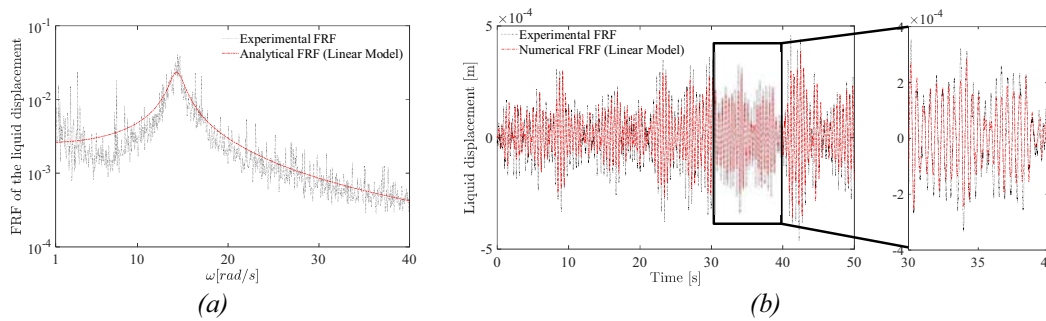 FRF of the liquid displacement
10^-1
10^-2
10^-3
10^-4
Experimental FRF
Analytical FRF (Linear Model)
1
10
20
30
40
ω[rad/s]
(a)
Liquid displacement [m]
5 ×10^-4
0
-5
Experimental FRF
Numerical FRF (Linear Model)
0
10
20
30
40
50
Time [s]
4 ×10^-4
2
0
-2
-4
30
35
(b)